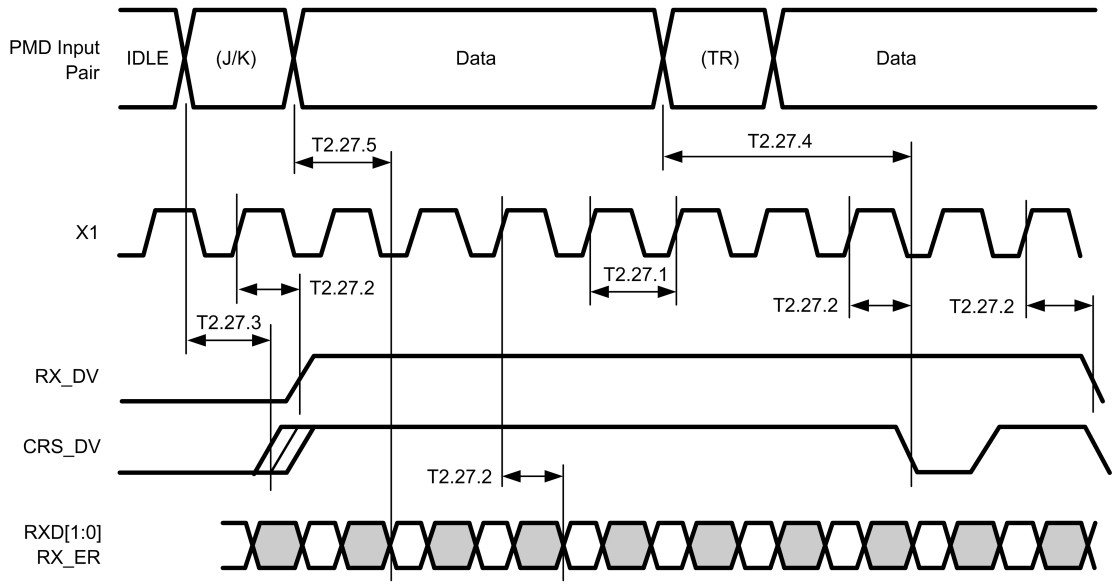 PMD Input Pair
IDLE
(J/K)
Data
(TR)
Data
T2.27.5
T2.27.4
X1
T2.27.2
T2.27.1
T2.27.2
T2.27.2
T2.27.3
RX_DV
CRS_DV
T2.27.2
RXD[1:0]
RX_ER